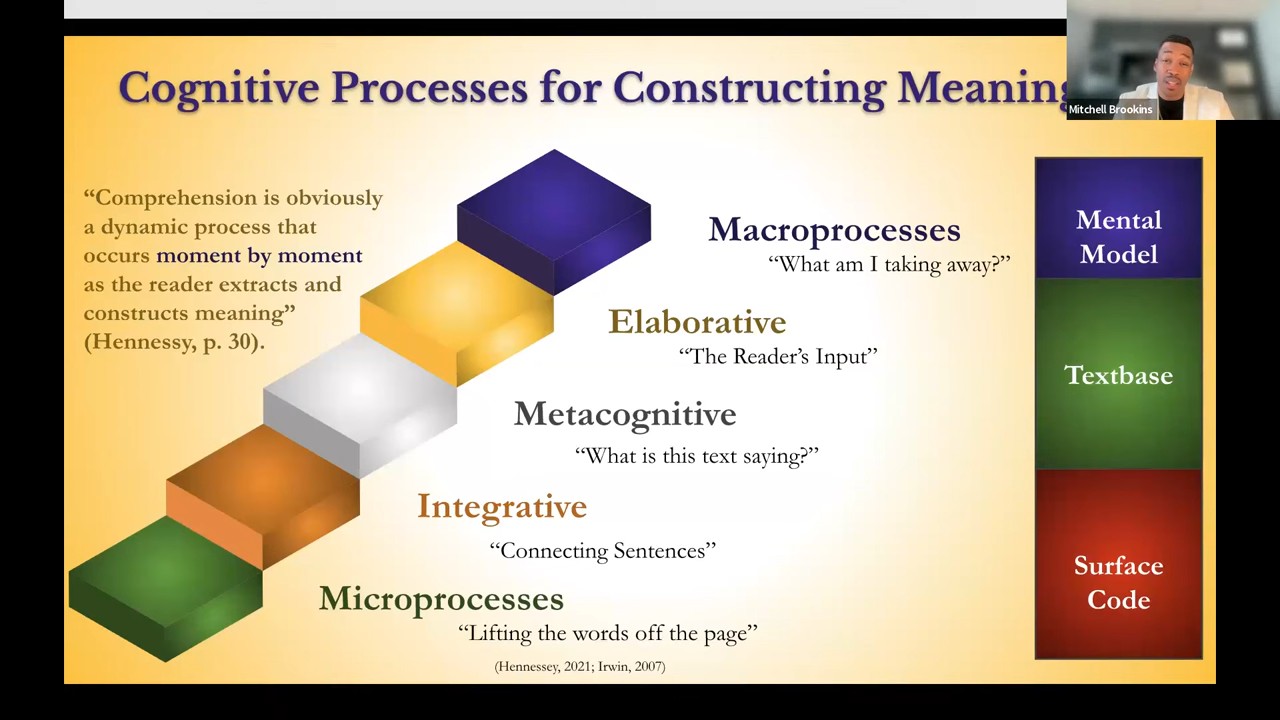 Cognitive Processes for Constructing Meaning
Mitchell Brookins
“Comprehension is obviously
a dynamic process that
occurs moment by moment
as the reader extracts and
constructs meaning”
(Hennessy, p. 30).
Macroprocesses
“What am I taking away?”
Elaborative
“The Reader’s Input”
Metacognitive
“What is this text saying?”
Integrative
“Connecting Sentences”
Microprocesses
“Lifting the words off the page”
(Hennessey, 2021; Irwin, 2007)
Mental
Model
Textbase
Surface
Code